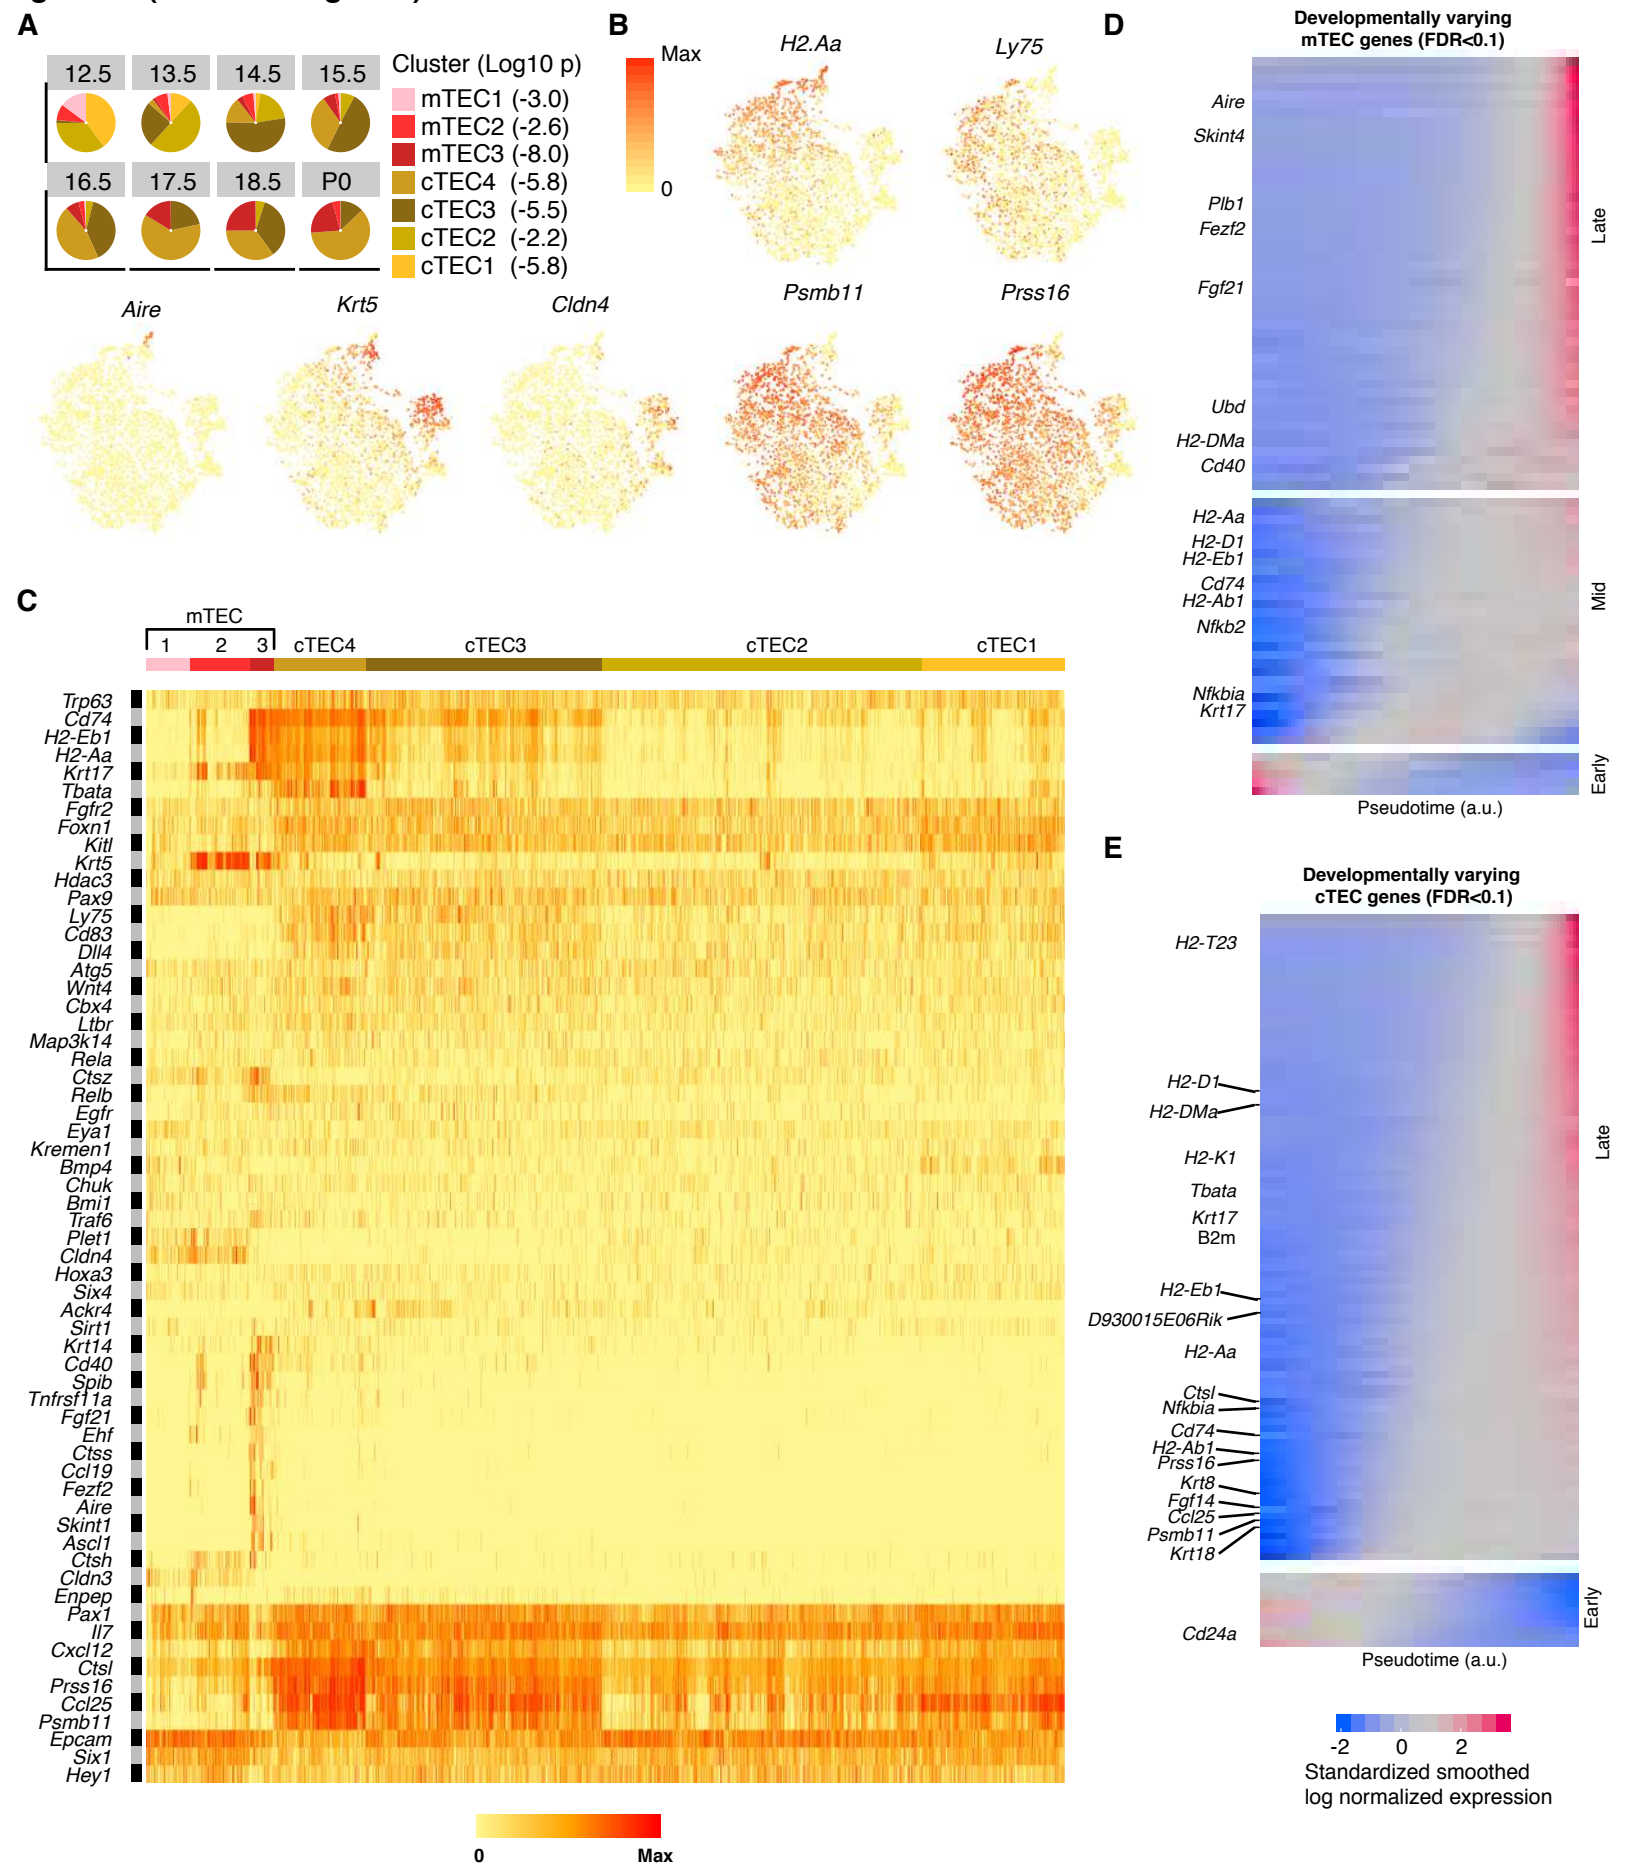 A
12.5
13.5
14.5
15.5
16.5
17.5
18.5
P0
Cluster (Log10 p)
mTEC1 (-3.0)
mTEC2 (-2.6)
mTEC3 (-8.0)
cTEC4 (-5.8)
cTEC3 (-5.5)
cTEC2 (-2.2)
cTEC1 (-5.8)
B
Max
0
H2.Aa
Ly75
Aire
Krt5
Cldn4
Psmb11
Prss16
C
mTEC
1 2 3 cTEC4 cTEC3 cTEC2 cTEC1
Trp63
Cd74
H2-Eb1
H2-Aa
Krt17
Tbata
Fgfr2
Foxn1
Kitl
Krt5
Hdac3
Pax9
Ly75
Cd83
Dll4
Atg5
Wnt4
Cbx4
Ltbr
Map3k14
Rela
Ctsz
Relb
Egfr
Eya1
Kremen1
Bmp4
Chuk
Bmi1
Traf6
Plet1
Cldn4
Hoxa3
Six4
Ackr4
Sirt1
Krt14
Cd40
Spib
Tnfrsf11a
Fgf21
Ehf
Ctss
Ccl19
Fezf2
Aire
Skint1
Ascl1
Ctsh
Cldn3
Enpep
Pax1
Il7
Cxcl12
Ctsl
Prss16
Ccl25
Psmb11
Epcam
Six1
Hey1
0 Max
D
Developmentally varying
mTEC genes (FDR<0.1)
Aire
Skint4
Plb1
Fezf2
Fgf21
Ubd
H2-DMa
Cd40
Late
H2-Aa
H2-D1
H2-Eb1
Cd74
H2-Ab1
Nfkb2
Nfkbia
Krt17
Mid
Early
Pseudotime (a.u.)
E
Developmentally varying
cTEC genes (FDR<0.1)
H2-T23
H2-D1
H2-DMa
H2-K1
Tbata
Krt17
B2m
H2-Eb1
D930015E06Rik
H2-Aa
Ctsl
Nfkbia
Cd74
H2-Ab1
Prss16
Krt8
Fgf14
Ccl25
Psmb11
Krt18
Late
Cd24a
Early
Pseudotime (a.u.)
-2 0 2
Standardized smoothed
log normalized expression